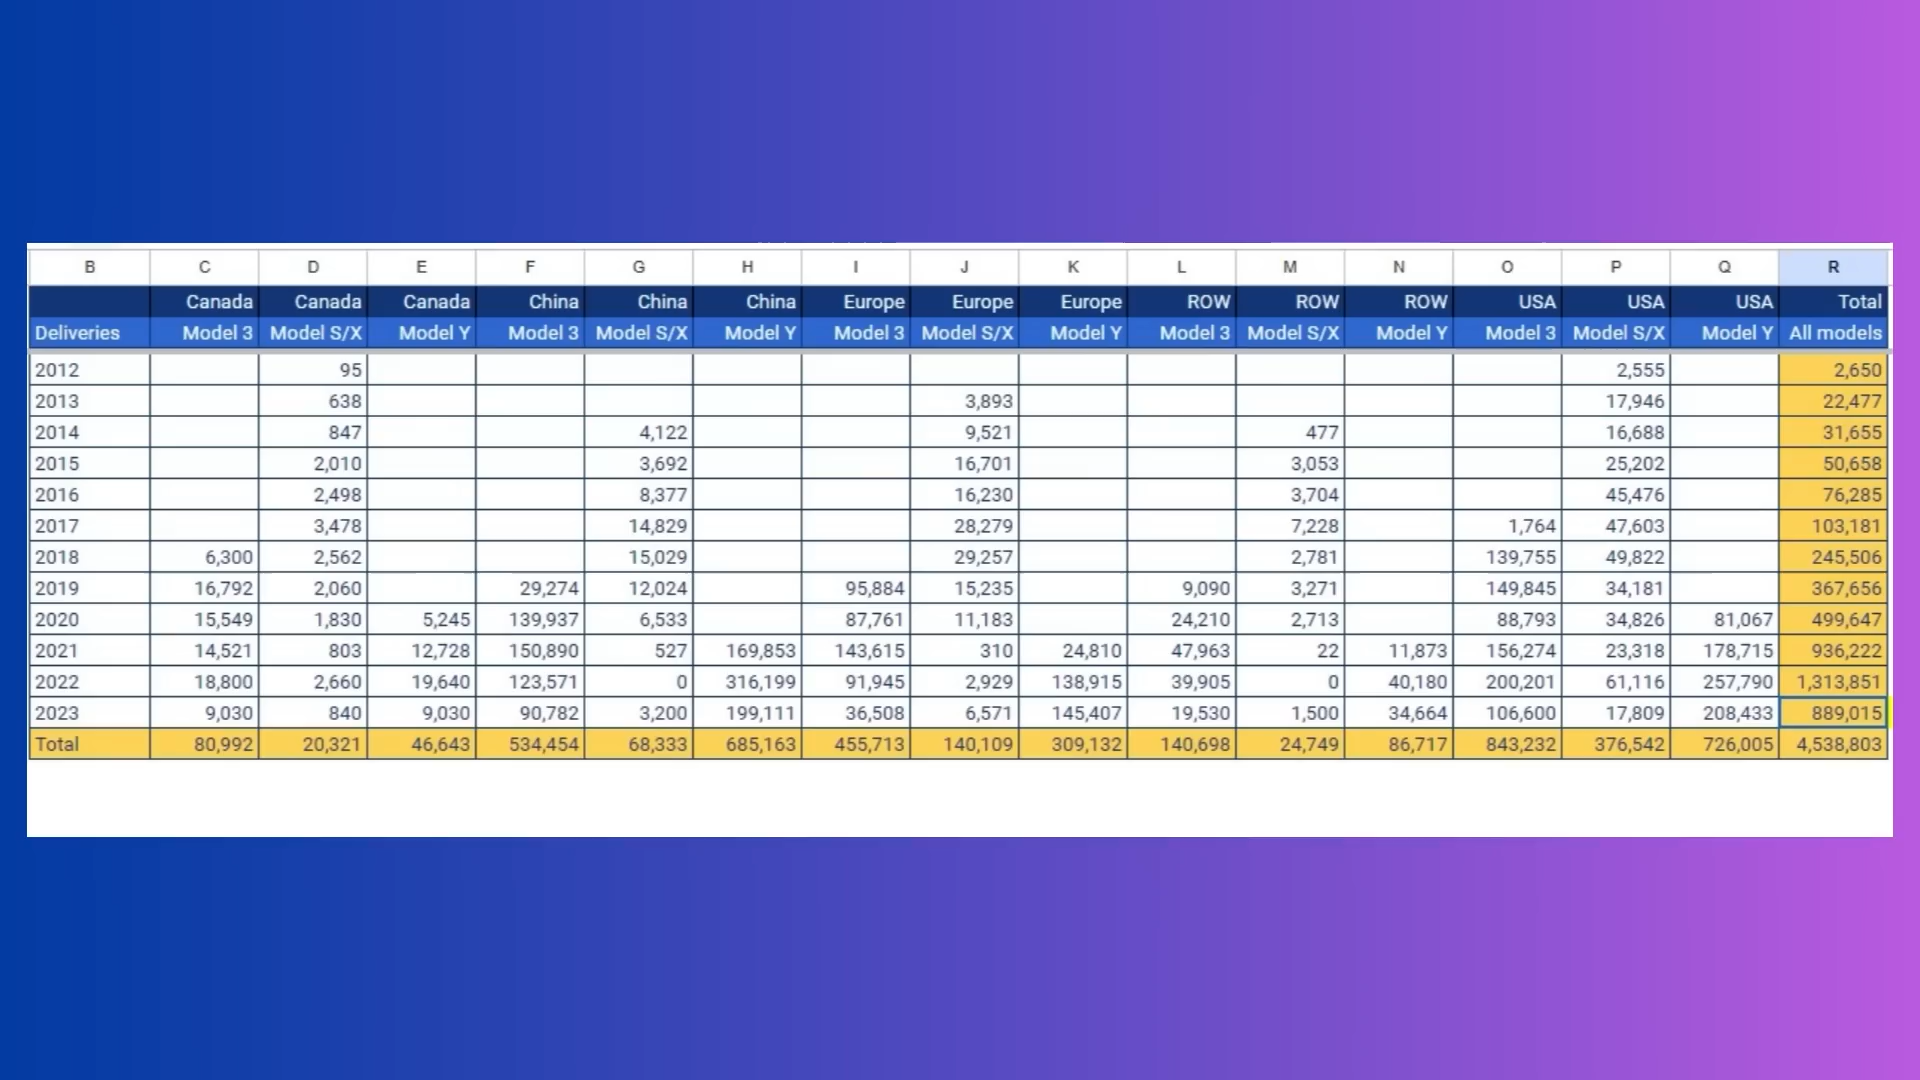 B C D E F G H I J K L M N O P Q R
Canada Canada Canada China China China Europe Europe Europe ROW ROW ROW USA USA USA Total
Deliveries Model 3 Model S/X Model Y Model 3 Model S/X Model Y Model 3 Model S/X Model Y Model 3 Model S/X Model Y Model 3 Model S/X Model Y All models
2012 95 2,555 2,650
2013 638 3,893 17,946 22,477
2014 847 4,122 9,521 477 16,688 31,655
2015 2,010 3,692 16,701 3,053 25,202 50,658
2016 2,498 8,377 16,230 3,704 45,476 76,285
2017 3,478 14,829 28,279 7,228 1,764 47,603 103,181
2018 6,300 2,562 15,029 29,257 2,781 139,755 49,822 245,506
2019 16,792 2,060 29,274 12,024 95,884 15,235 9,090 3,271 149,845 34,181 367,656
2020 15,549 1,830 5,245 139,937 6,533 87,761 11,183 24,210 2,713 88,793 34,826 81,067 499,647
2021 14,521 803 12,728 150,890 527 169,853 143,615 310 24,810 47,963 22 11,873 156,274 23,318 178,715 936,222
2022 18,800 2,660 19,640 123,571 0 316,199 91,945 2,929 138,915 39,905 0 40,180 200,201 61,116 257,790 1,313,851
2023 9,030 840 9,030 90,782 3,200 199,111 36,508 6,571 145,407 19,530 1,500 34,664 106,600 17,809 208,433 889,015
Total 80,992 20,321 46,643 534,454 68,333 685,163 455,713 140,109 309,132 140,698 24,749 86,717 843,232 376,542 726,005 4,538,803